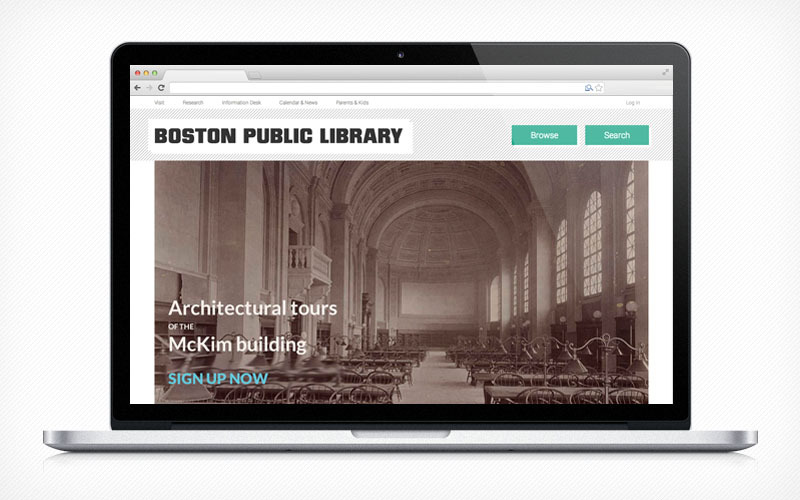 Visit Research Information Desk Calendar & News Parents & Kids Log in
BOSTON PUBLIC LIBRARY
Browse Search
Architectural tours
OF THE
McKim building
SIGN UP NOW